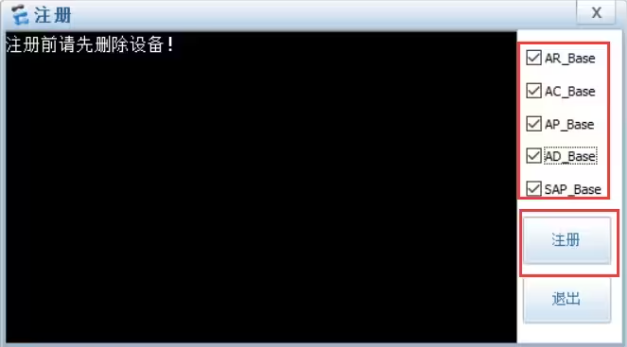 注册
X
注册前请先删除设备!
AR_Base
AC_Base
AP_Base
AD_Base
SAP_Base
注册
退出